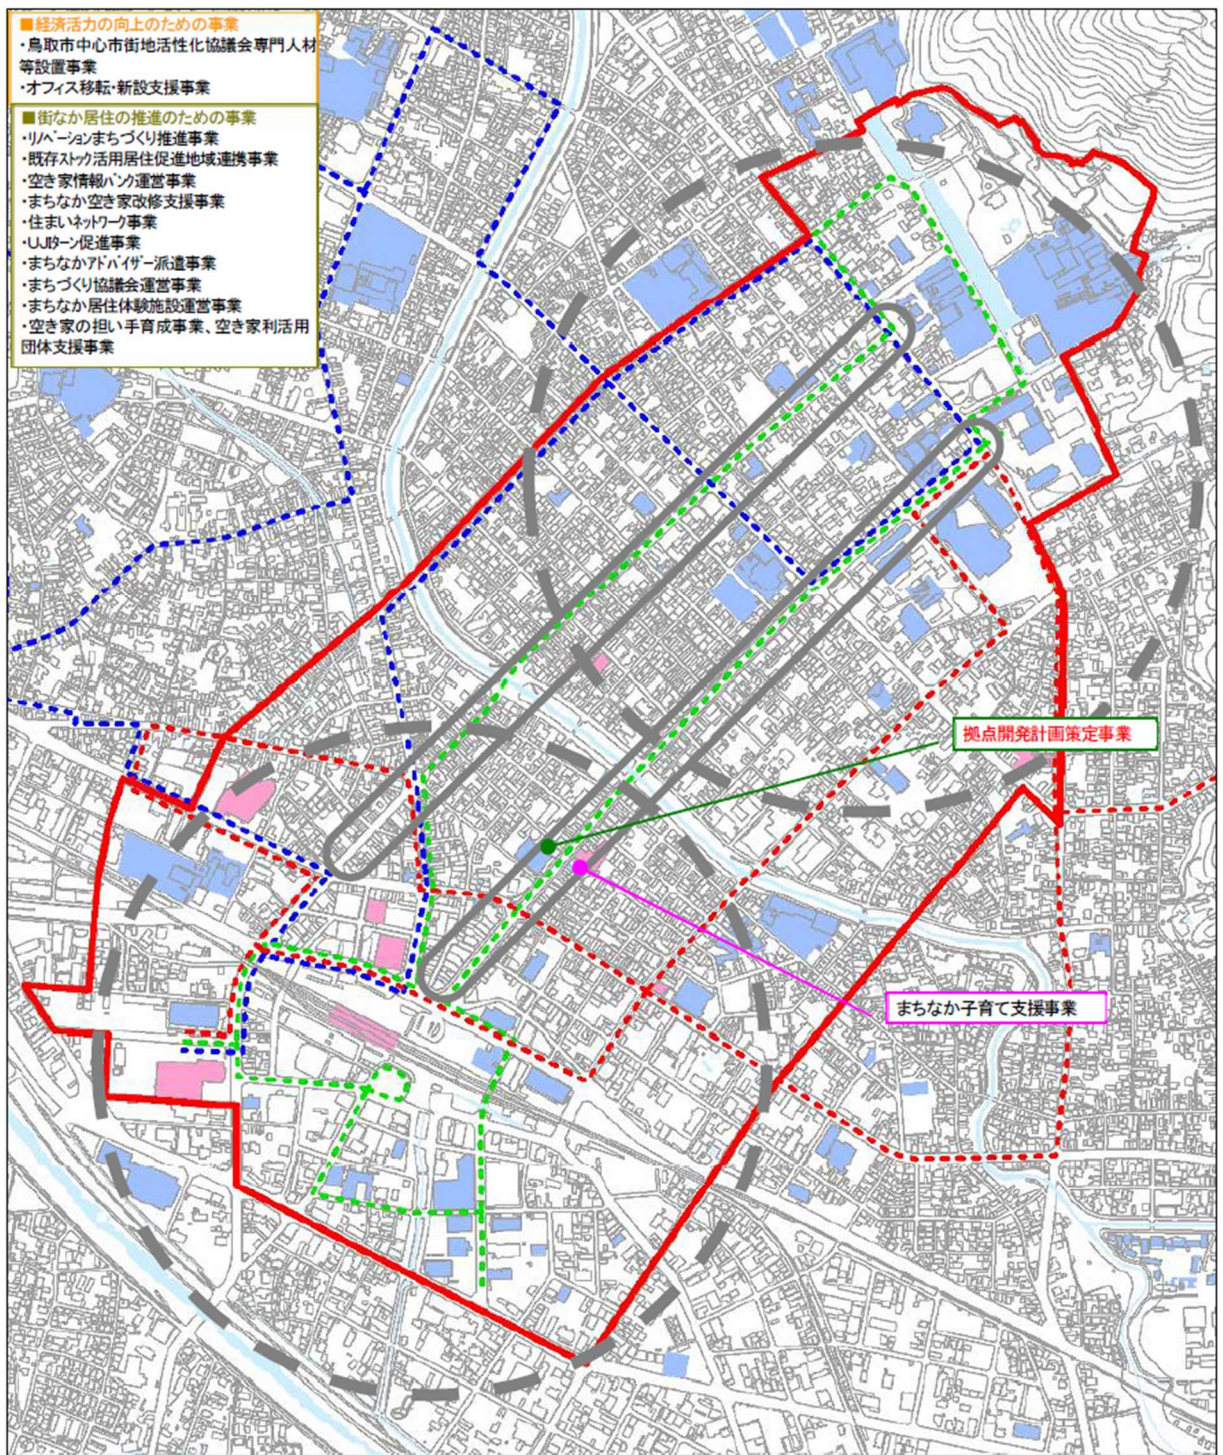 ■経済活力の向上のための事業
・鳥取市中心市街地活性化協議会専門人材
等設置事業
・オフィス移転・新設支援事業
■街なか居住の推進のための事業
・リノベーションまちづくり推進事業
・既存ストック活用居住促進地域連携事業
・空き家情報バンク運営事業
・まちなか空き家改修支援事業
・住まいネットワーク事業
・UJIターン促進事業
・まちなかアドバイザー派遣事業
・まちづくり協議会運営事業
・まちなか居住体験施設運営事業
・空き家の担い手育成事業、空き家利活用
団体支援事業
拠点開発計画策定事業
まちなか子育て支援事業